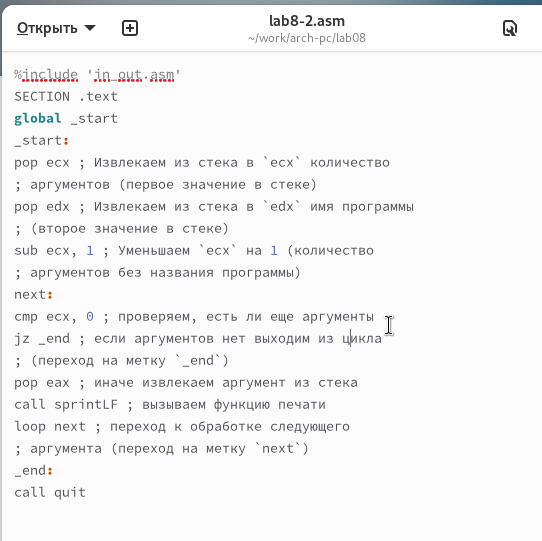 Открыть
lab8-2.asm
~/work/arch-pc/lab08
%include 'in_out.asm'
SECTION .text
global _start
_start:
pop ecx ; Извлекаем из стека в `ecx` количество
; аргументов (первое значение в стеке)
pop edx ; Извлекаем из стека в `edx` имя программы
; (второе значение в стеке)
sub ecx, 1 ; Уменьшаем `ecx` на 1 (количество
; аргументов без названия программы)
next:
cmp ecx, 0 ; проверяем, есть ли еще аргументы
jz _end ; если аргументов нет выходим из цикла
; (переход на метку `_end`)
pop eax ; иначе извлекаем аргумент из стека
call sprintLF ; вызываем функцию печати
loop next ; переход к обработке следующего
; аргумента (переход на метку `next`)
_end:
call quit